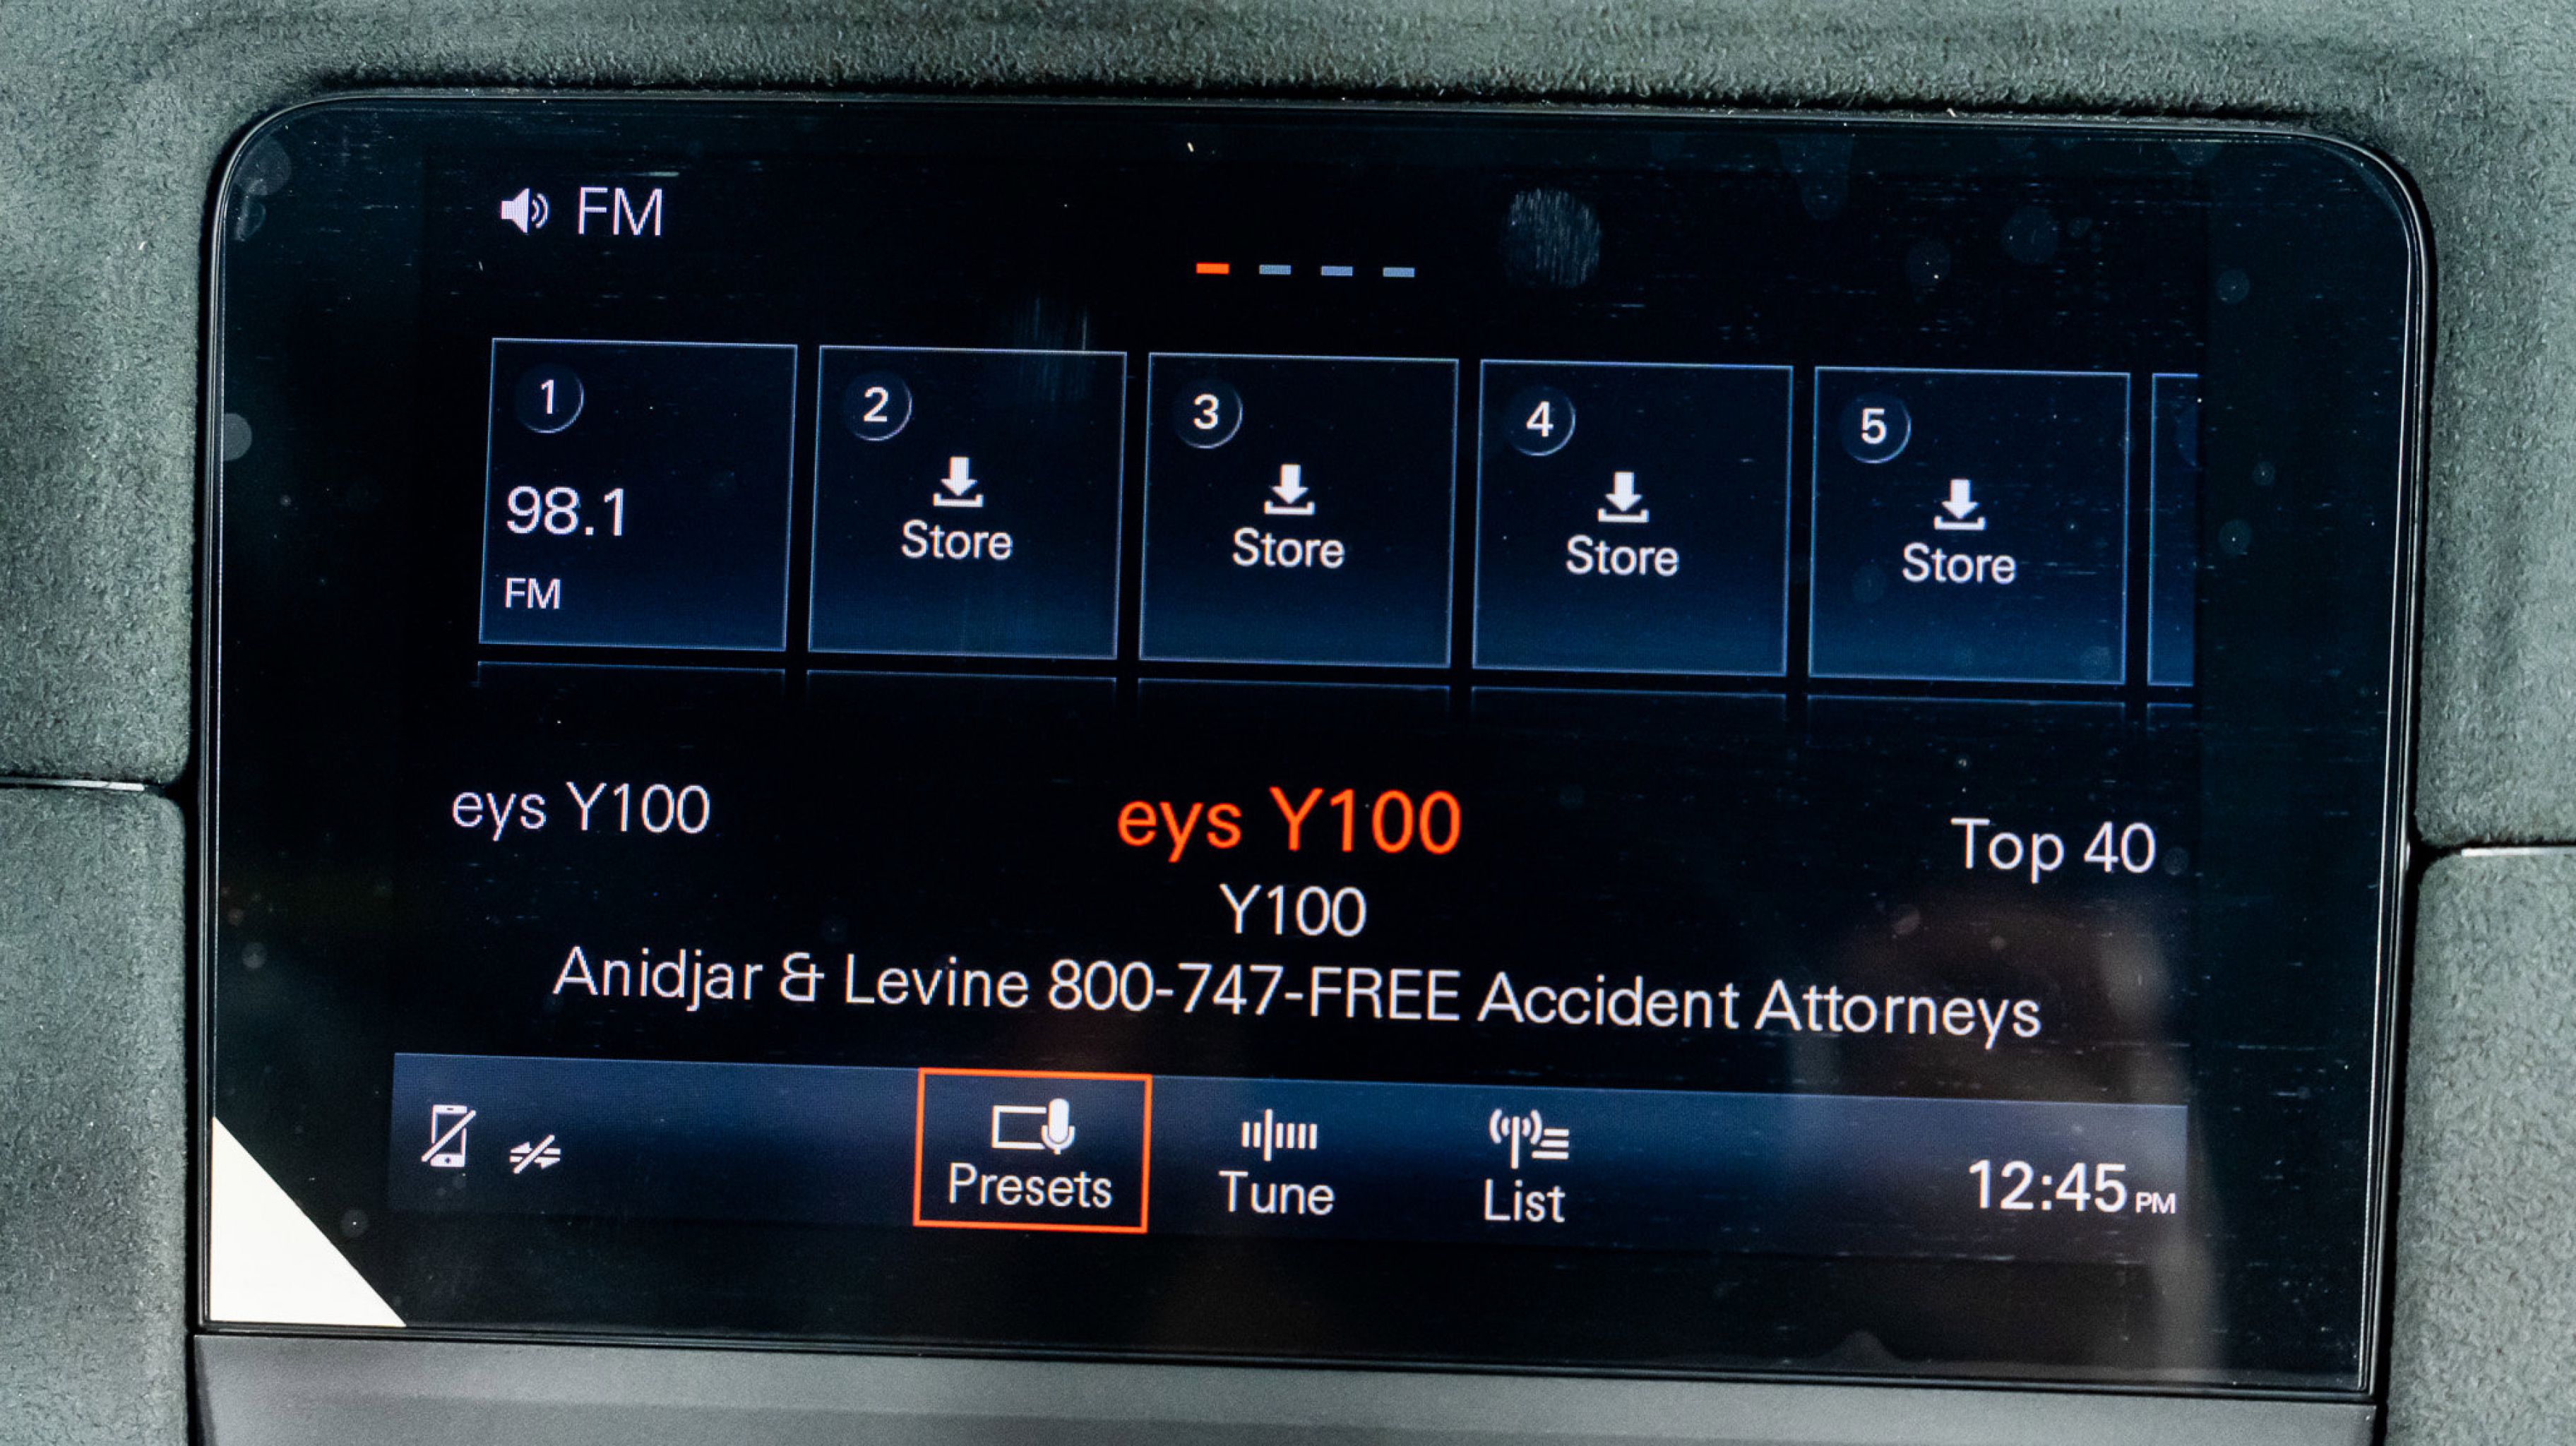 FM
1
2
3
4
5
98.1
Store
Store
Store
Store
FM
eys Y100
eys Y100
Top 40
Y100
Anidjar & Levine 800-747-FREE Accident Attorneys
Presets
Tune
List
12:45 PM